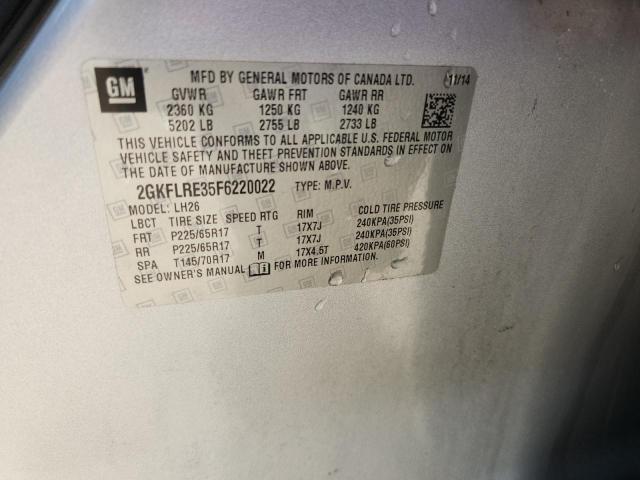 GM
MFD BY GENERAL MOTORS OF CANADA LTD. 11/14
GVWR GAWR FRT GAWR RR
2360 KG 1250 KG 1240 KG
5202 LB 2755 LB 2733 LB
THIS VEHICLE CONFORMS TO ALL APPLICABLE U.S. FEDERAL MOTOR
VEHICLE SAFETY AND THEFT PREVENTION STANDARDS IN EFFECT ON
THE DATE OF MANUFACTURE SHOWN ABOVE.
2GKFLRE35F6220022 TYPE: M.P.V.
MODEL: LH26
LBCT TIRE SIZE SPEED RTG RIM COLD TIRE PRESSURE
FRT P225/65R17 T 17X7J 240KPA(35PSI)
RR P225/65R17 T 17X7J 240KPA(35PSI)
SPA T145/70R17 M 17X4.5T 420KPA(60PSI)
SEE OWNER'S MANUAL FOR MORE INFORMATION.